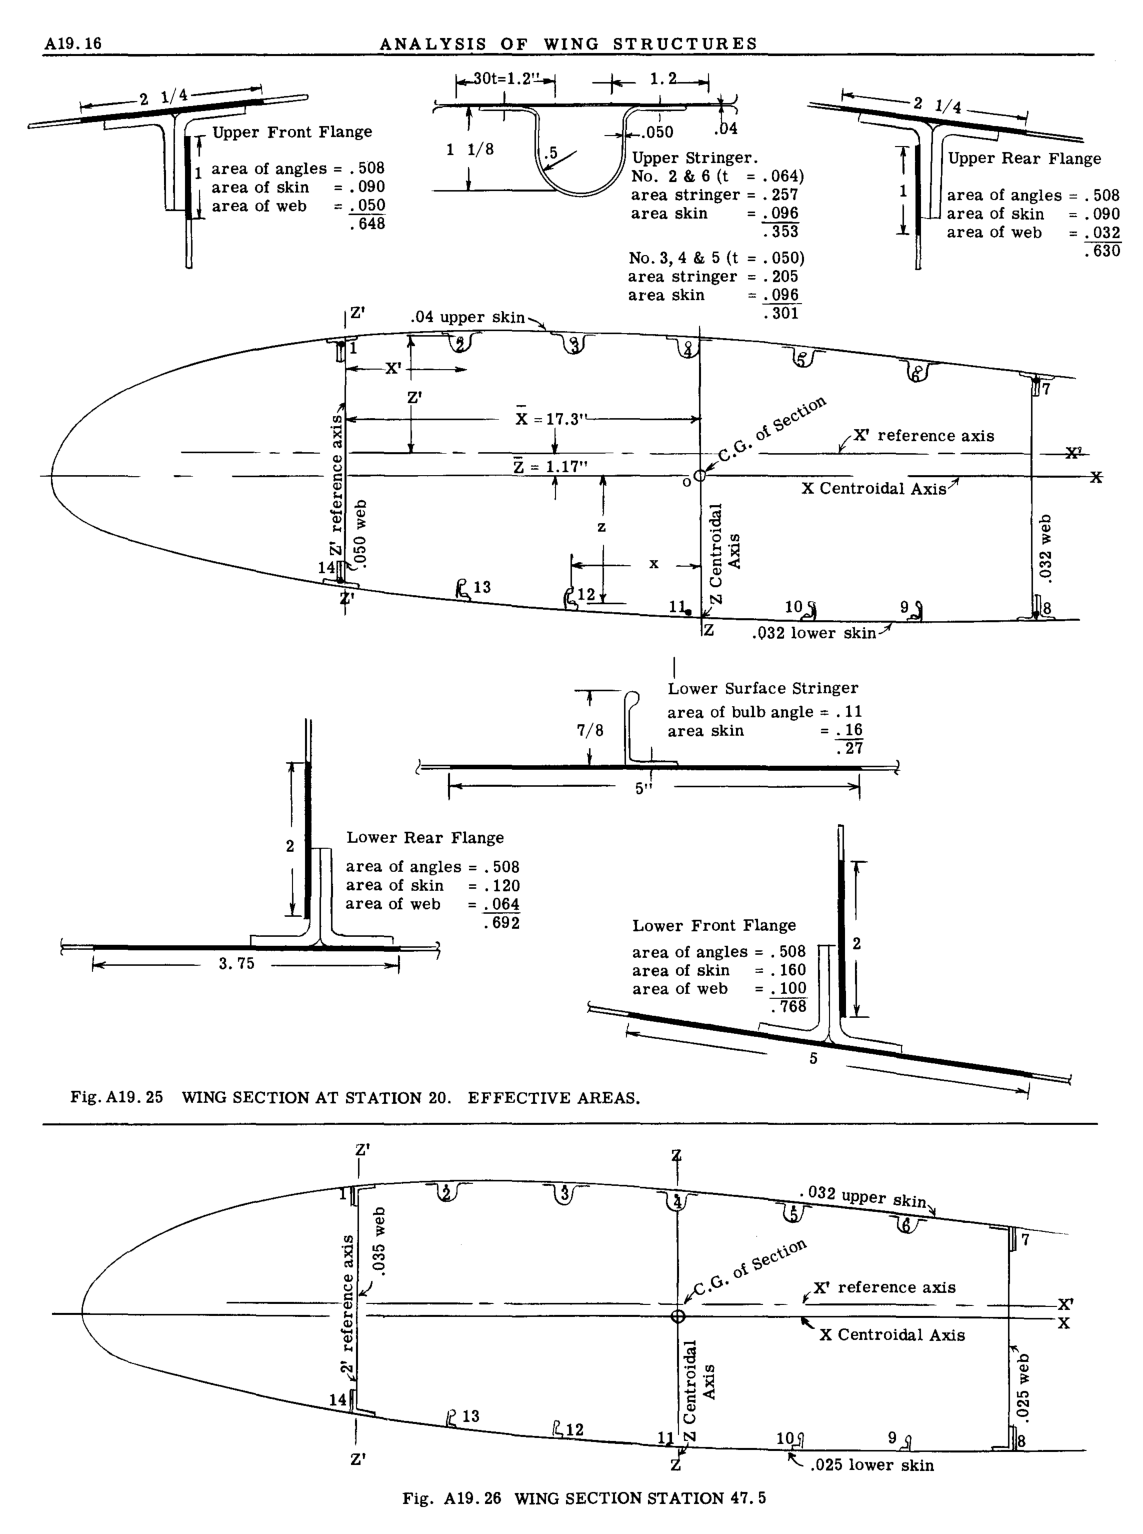 A19.16
ANALYSIS OF WING STRUCTURES
2 1/4
Upper Front Flange
1
area of angles = .508
area of skin = .090
area of web = .050
.648
30t=1.2"
1.2
.050
.04
1 1/8
.5
Upper Stringer.
No. 2 & 6 (t = .064)
area stringer = .257
area skin = .096
.353
No. 3, 4 & 5 (t = .050)
area stringer = .205
area skin = .096
.301
2 1/4
Upper Rear Flange
1
area of angles = .508
area of skin = .090
area of web = .032
.630
Z'
.04 upper skin
1
2
3
4
5
6
7
X'
Z'
X̄ = 17.3"
Z̄ = 1.17"
C.G. of Section
X' reference axis
X'
o
X Centroidal Axis
X
Z' reference axis
.050 web
z
x
Z Centroidal
Axis
.032 web
14
13
12
11
10
9
8
Z'
Z
.032 lower skin
Lower Surface Stringer
area of bulb angle = .11
area skin = .16
.27
7/8
5"
Lower Rear Flange
2
area of angles = .508
area of skin = .120
area of web = .064
.692
3.75
Lower Front Flange
area of angles = .508
area of skin = .160
area of web = .100
.768
2
5
Fig. A19.25 WING SECTION AT STATION 20. EFFECTIVE AREAS.
Z'
Z
1
2
3
4
5
6
7
.032 upper skin
.035 web
2' reference axis
C.G. of Section
X' reference axis
X'
X
X Centroidal Axis
Z Centroidal
Axis
.025 web
14
13
12
11
10
9
8
Z'
Z
.025 lower skin
Fig. A19.26 WING SECTION STATION 47.5